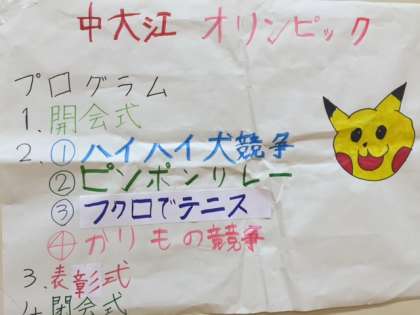 中大江 オリンピック
プログラム
1. 開会式
2. ① ハイハイ犬競争
② ピンポンリレー
③ フクロでテニス
④ かりもの競争
3. 表彰式
4. 閉会式